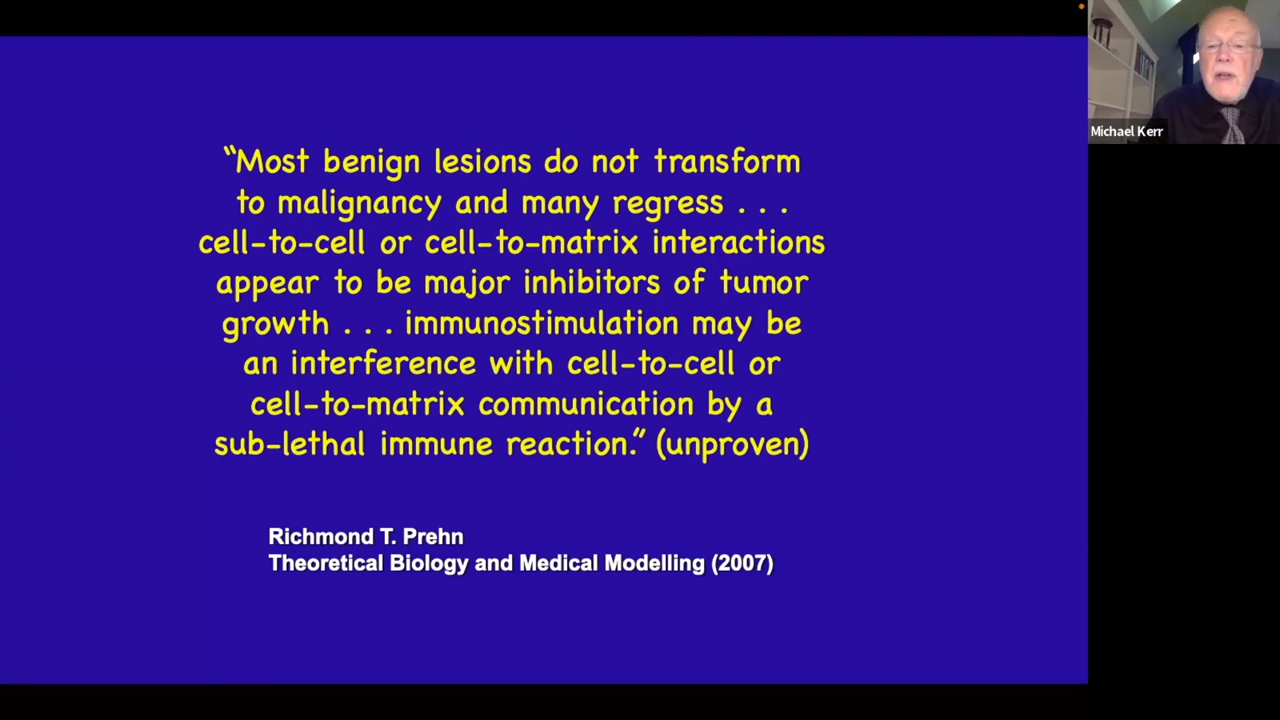 “Most benign lesions do not transform
to malignancy and many regress . . .
cell-to-cell or cell-to-matrix interactions
appear to be major inhibitors of tumor
growth . . . immunostimulation may be
an interference with cell-to-cell or
cell-to-matrix communication by a
sub-lethal immune reaction.” (unproven)
Richmond T. Prehn
Theoretical Biology and Medical Modelling (2007)
Michael Kerr